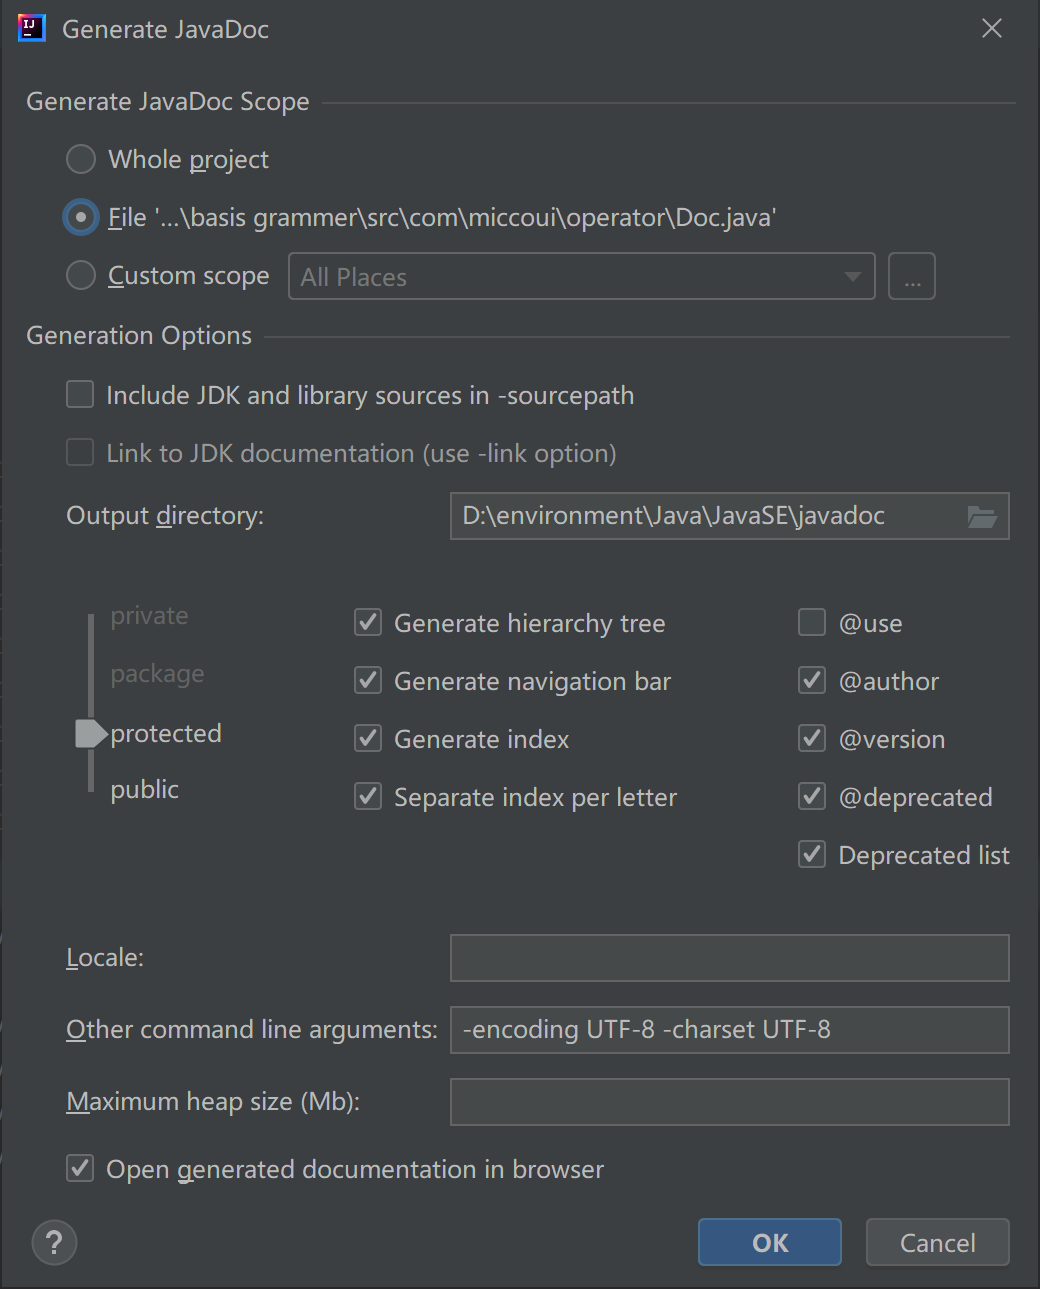 IJ
Generate JavaDoc
Generate JavaDoc Scope
Whole project
File '...\basis grammer\src\com\miccoui\operator\Doc.java'
Custom scope All Places ...
Generation Options
Include JDK and library sources in -sourcepath
Link to JDK documentation (use -link option)
Output directory: D:\environment\Java\JavaSE\javadoc
private Generate hierarchy tree @use
package Generate navigation bar @author
protected Generate index @version
public Separate index per letter @deprecated
Deprecated list
Locale:
Other command line arguments: -encoding UTF-8 -charset UTF-8
Maximum heap size (Mb):
Open generated documentation in browser
? OK Cancel